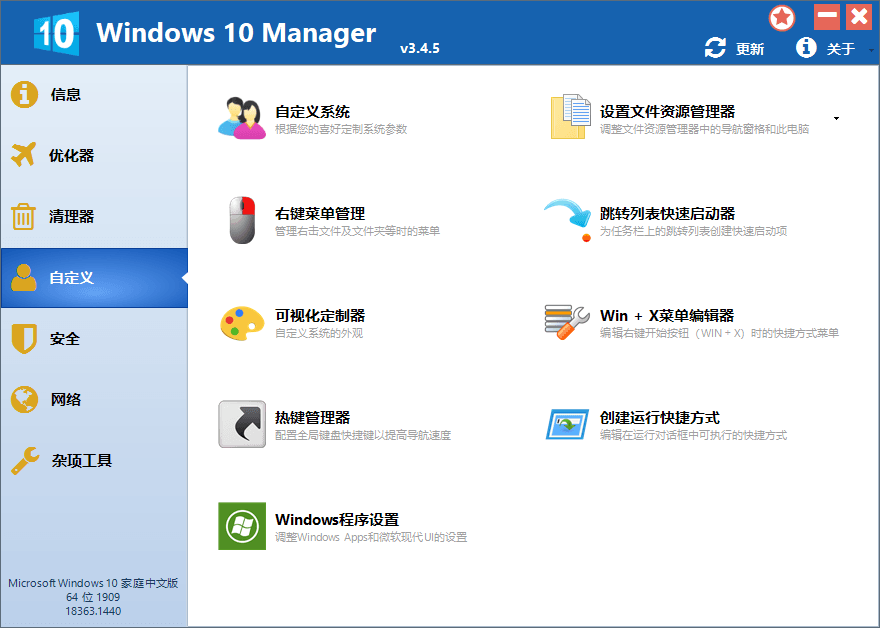 10 Windows 10 Manager v3.4.5
更新 关于
信息
优化器
清理器
自定义
安全
网络
杂项工具
Microsoft Windows 10 家庭中文版
64 位 1909
18363.1440
自定义系统
根据您的喜好定制系统参数
设置文件资源管理器
调整文件资源管理器中的导航窗格和此电脑
右键菜单管理
管理右击文件及文件夹等时的菜单
跳转列表快速启动器
为任务栏上的跳转列表创建快速启动项
可视化定制器
自定义系统的外观
Win + X菜单编辑器
编辑右键开始按钮（WIN + X）时的快捷方式菜单
热键管理器
配置全局键盘快捷键以提高导航速度
创建运行快捷方式
编辑在运行对话框中可执行的快捷方式
Windows程序设置
调整Windows Apps和微软现代UI的设置